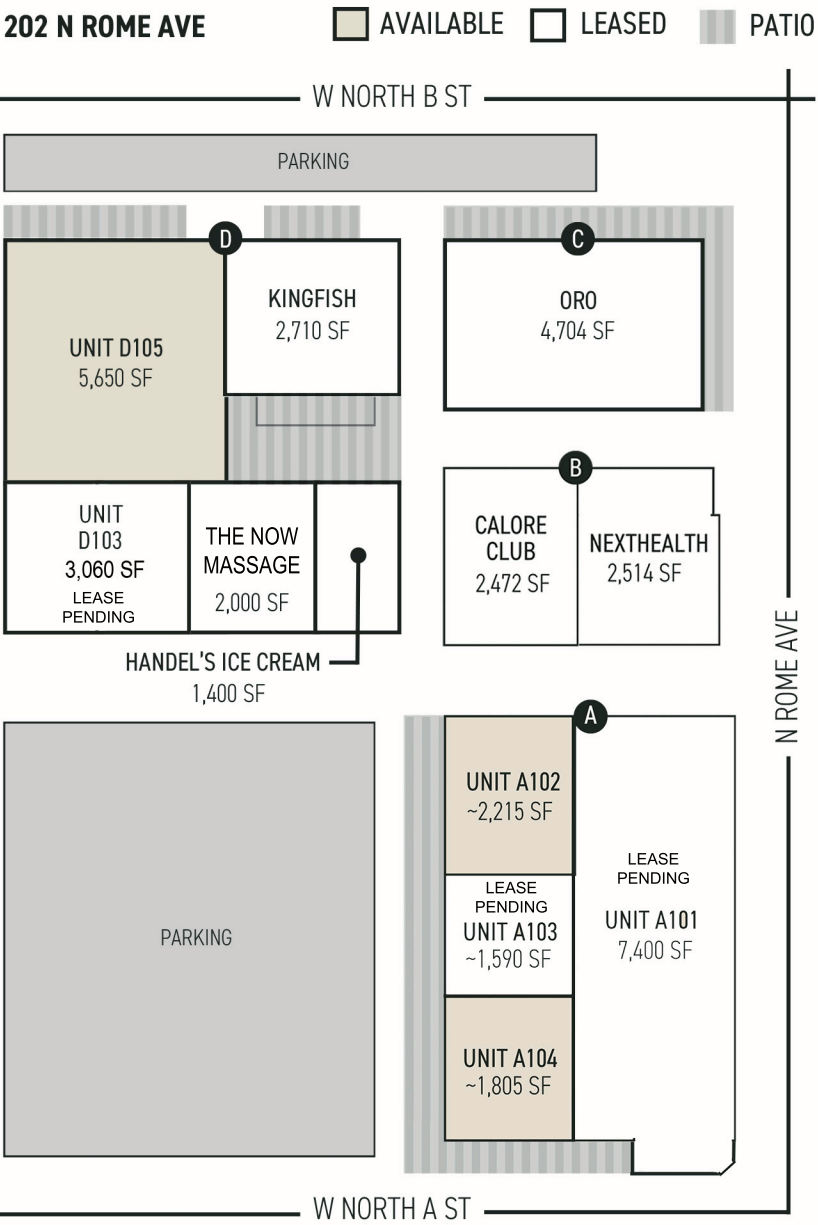 202 N ROME AVE
AVAILABLE
LEASED
PATIO
W NORTH B ST
PARKING
D
C
KINGFISH
2,710 SF
ORO
4,704 SF
UNIT D105
5,650 SF
B
UNIT
D103
3,060 SF
LEASE
PENDING
THE NOW
MASSAGE
2,000 SF
CALORE
CLUB
2,472 SF
NEXTHEALTH
2,514 SF
HANDEL'S ICE CREAM
1,400 SF
N ROME AVE
A
UNIT A102
~2,215 SF
LEASE
PENDING
UNIT A103
~1,590 SF
LEASE
PENDING
UNIT A101
7,400 SF
PARKING
UNIT A104
~1,805 SF
W NORTH A ST